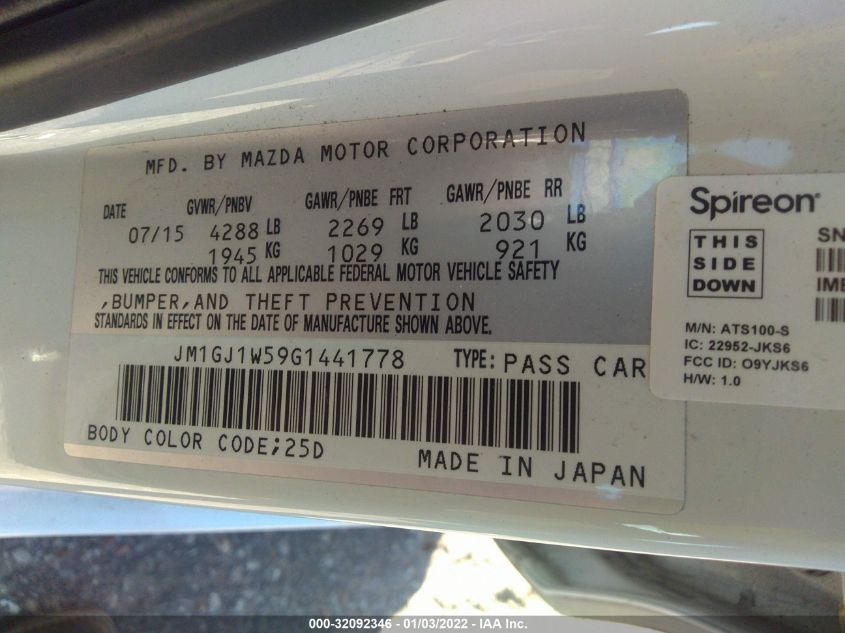 MFD. BY MAZDA MOTOR CORPORATION
DATE GVWR/PNBV GAWR/PNBE FRT GAWR/PNBE RR
07/15 4288 LB 2269 LB 2030 LB
1945 KG 1029 KG 921 KG
THIS VEHICLE CONFORMS TO ALL APPLICABLE FEDERAL MOTOR VEHICLE SAFETY
,BUMPER,AND THEFT PREVENTION
STANDARDS IN EFFECT ON THE DATE OF MANUFACTURE SHOWN ABOVE.
JM1GJ1W59G1441778 TYPE: PASS CAR
BODY COLOR CODE;25D
MADE IN JAPAN
Spireon
THIS
SIDE
DOWN
SN
IME
M/N: ATS100-S
IC: 22952-JKS6
FCC ID: O9YJKS6
H/W: 1.0
000-32092346 - 01/03/2022 - IAA Inc.